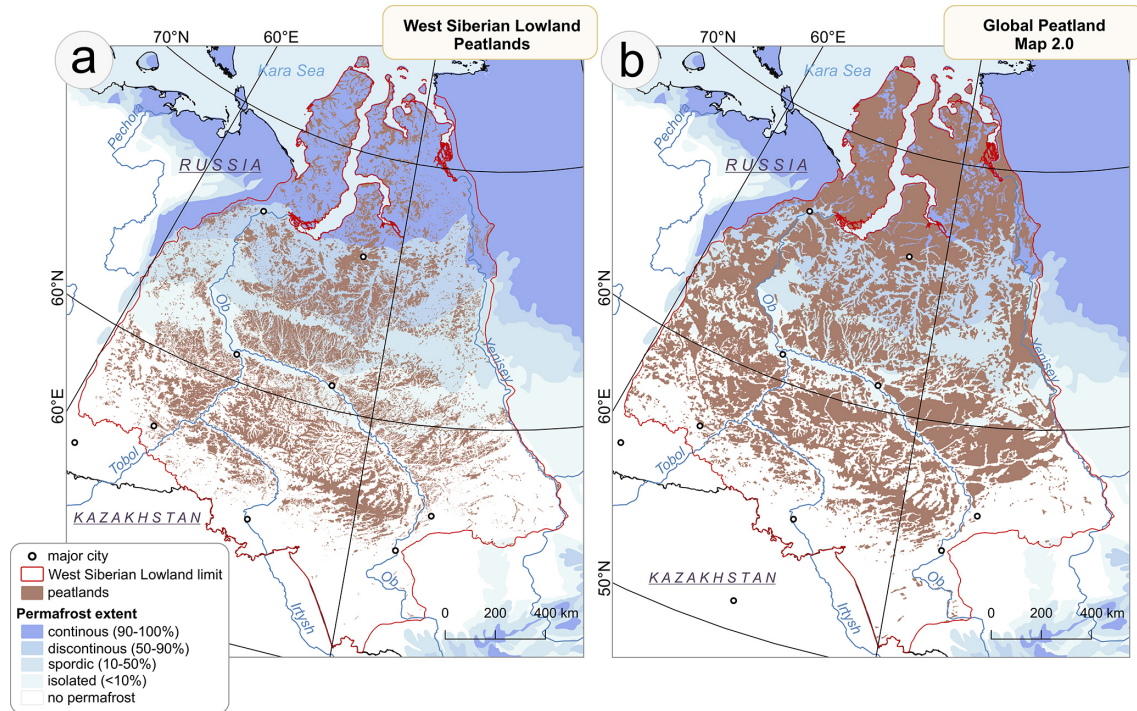 a
West Siberian Lowland
Peatlands
70°N
60°E
Kara Sea
Pechora
RUSSIA
60°N
Ob
Yenisey
60°E
Tobol
KAZAKHSTAN
Irtysh
Ob
0 200 400 km
major city
West Siberian Lowland limit
peatlands
Permafrost extent
continous (90-100%)
discontinous (50-90%)
spordic (10-50%)
isolated (<10%)
no permafrost
b
Global Peatland
Map 2.0
70°N
60°E
Kara Sea
Pechora
RUSSIA
60°N
Ob
Yenisey
60°E
Tobol
50°N
KAZAKHSTAN
Irtysh
Ob
0 200 400 km